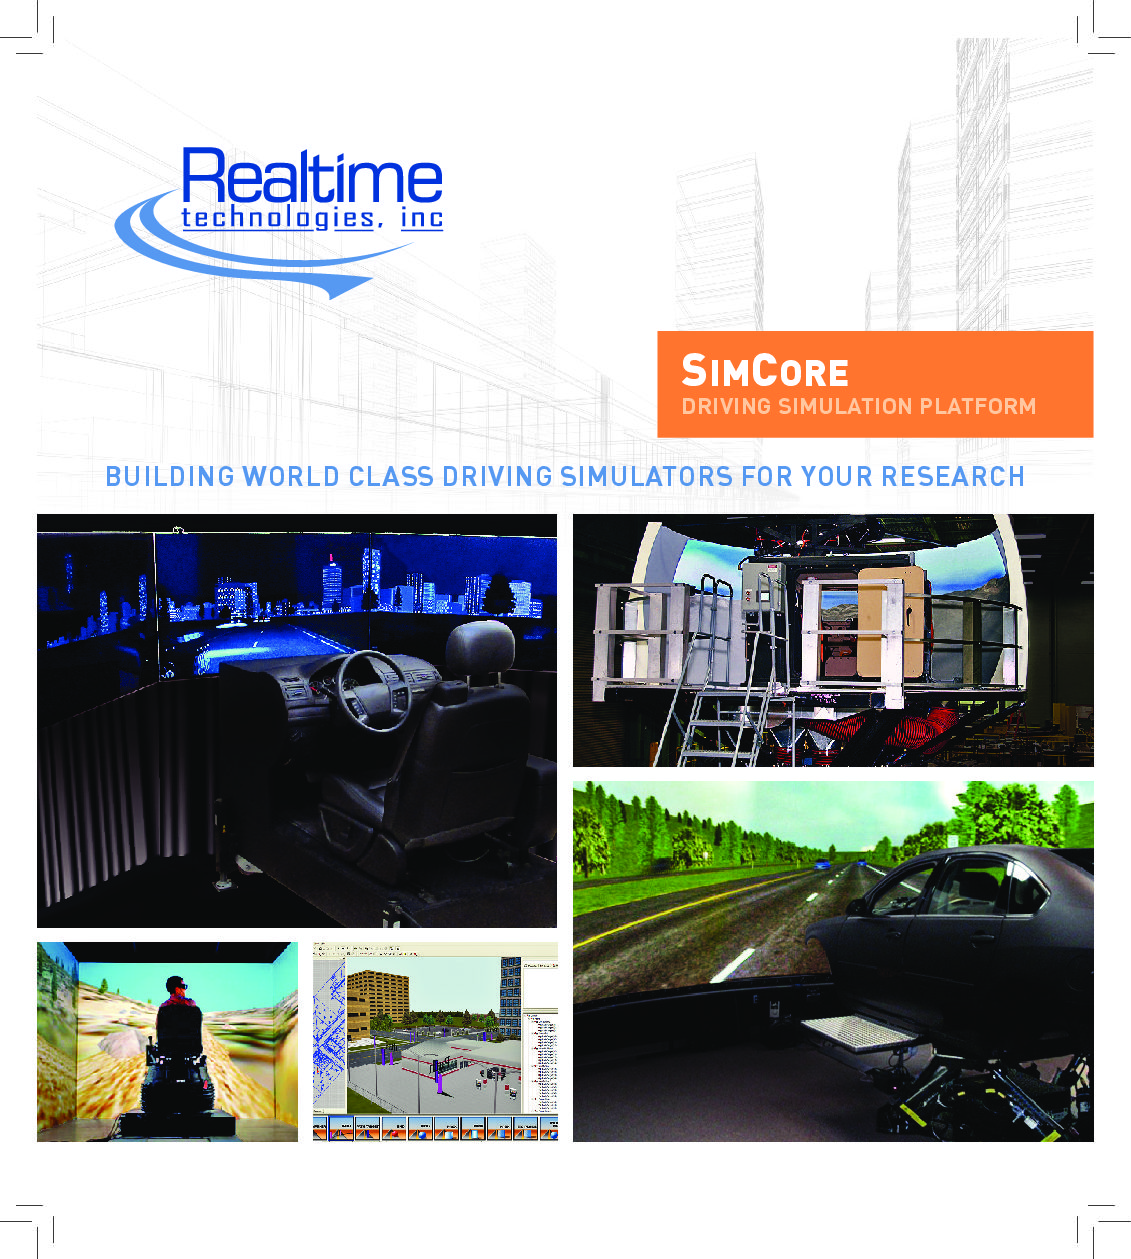 Realtime
technologies, inc
SIMCORE
DRIVING SIMULATION PLATFORM
BUILDING WORLD CLASS DRIVING SIMULATORS FOR YOUR RESEARCH